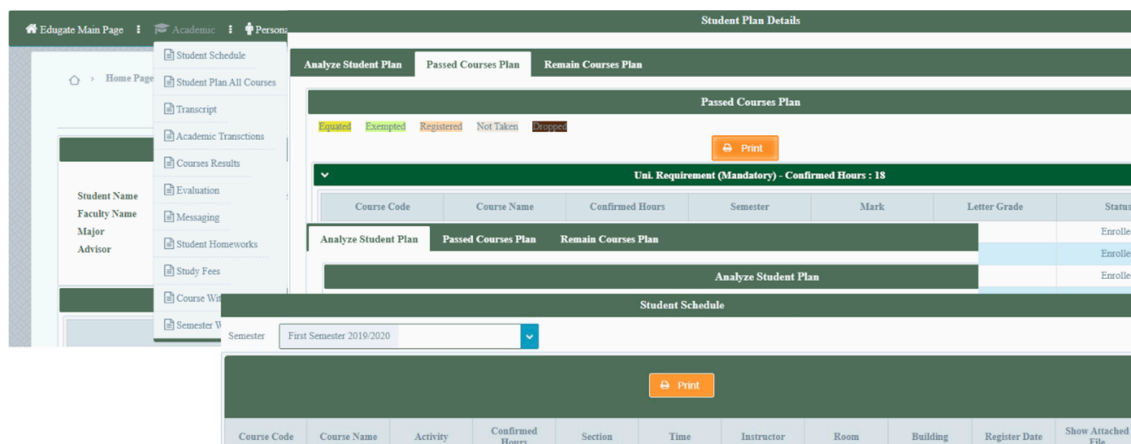 Edugate Main Page
Academic
Student Schedule
Student Plan All Courses
Transcript
Academic Transctions
Courses Results
Evaluation
Messaging
Student Homeworks
Study Fees
Course
Semester
Home Page
Student Name
Faculty Name
Major
Advisor
Student Plan Details
Analyze Student Plan Passed Courses Plan Remain Courses Plan
Passed Courses Plan
Equated Exempted Registered Not Taken Dropped
Print
Uni. Requirement (Mandatory) - Confirmed Hours : 18
Course Code Course Name Confirmed Hours Semester Mark Letter Grade Status
Enrolle
Enrolle
Enrolle
Analyze Student Plan Passed Courses Plan Remain Courses Plan
Analyze Student Plan
Student Schedule
Semester First Semester 2019/2020
Print
Course Code Course Name Activity Confirmed Hours Section Time Instructor Room Building Register Date Show Attached File